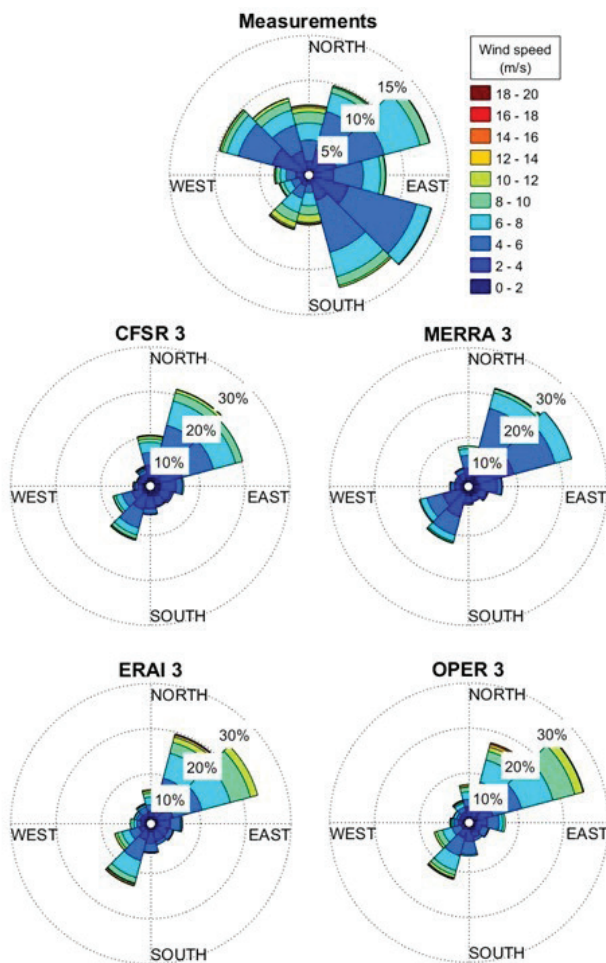 Measurements
NORTH
15%
10%
5%
WEST
EAST
SOUTH
Wind speed
(m/s)
18 - 20
16 - 18
14 - 16
12 - 14
10 - 12
8 - 10
6 - 8
4 - 6
2 - 4
0 - 2
CFSR 3
NORTH
30%
20%
10%
WEST
EAST
SOUTH
MERRA 3
NORTH
30%
20%
10%
WEST
EAST
SOUTH
ERAI 3
NORTH
30%
20%
10%
WEST
EAST
SOUTH
OPER 3
NORTH
30%
20%
10%
WEST
EAST
SOUTH